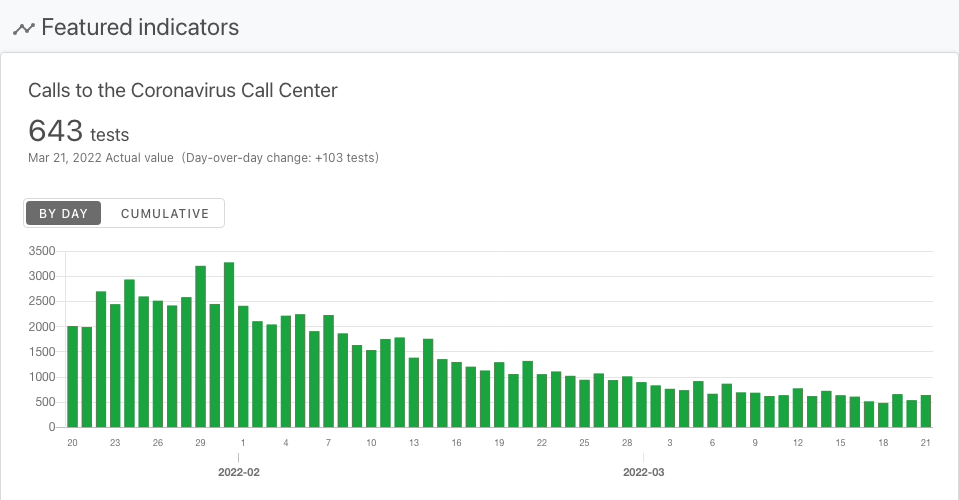 Featured indicators
Calls to the Coronavirus Call Center
643 tests
Mar 21, 2022 Actual value (Day-over-day change: +103 tests)
BY DAY CUMULATIVE
3500
3000
2500
2000
1500
1000
500
0
20 23 26 29 1 4 7 10 13 16 19 22 25 28 3 6 9 12 15 18 21
2022-02 2022-03